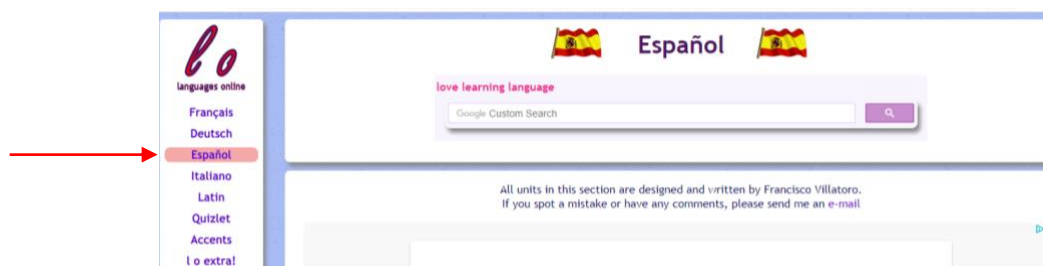 lo
languages online
Français
Deutsch
Español
Italiano
Latin
Quizlet
Accents
l o extra!
Español
love learning language
Google Custom Search
All units in this section are designed and written by Francisco Villatoro.
If you spot a mistake or have any comments, please send me an e-mail